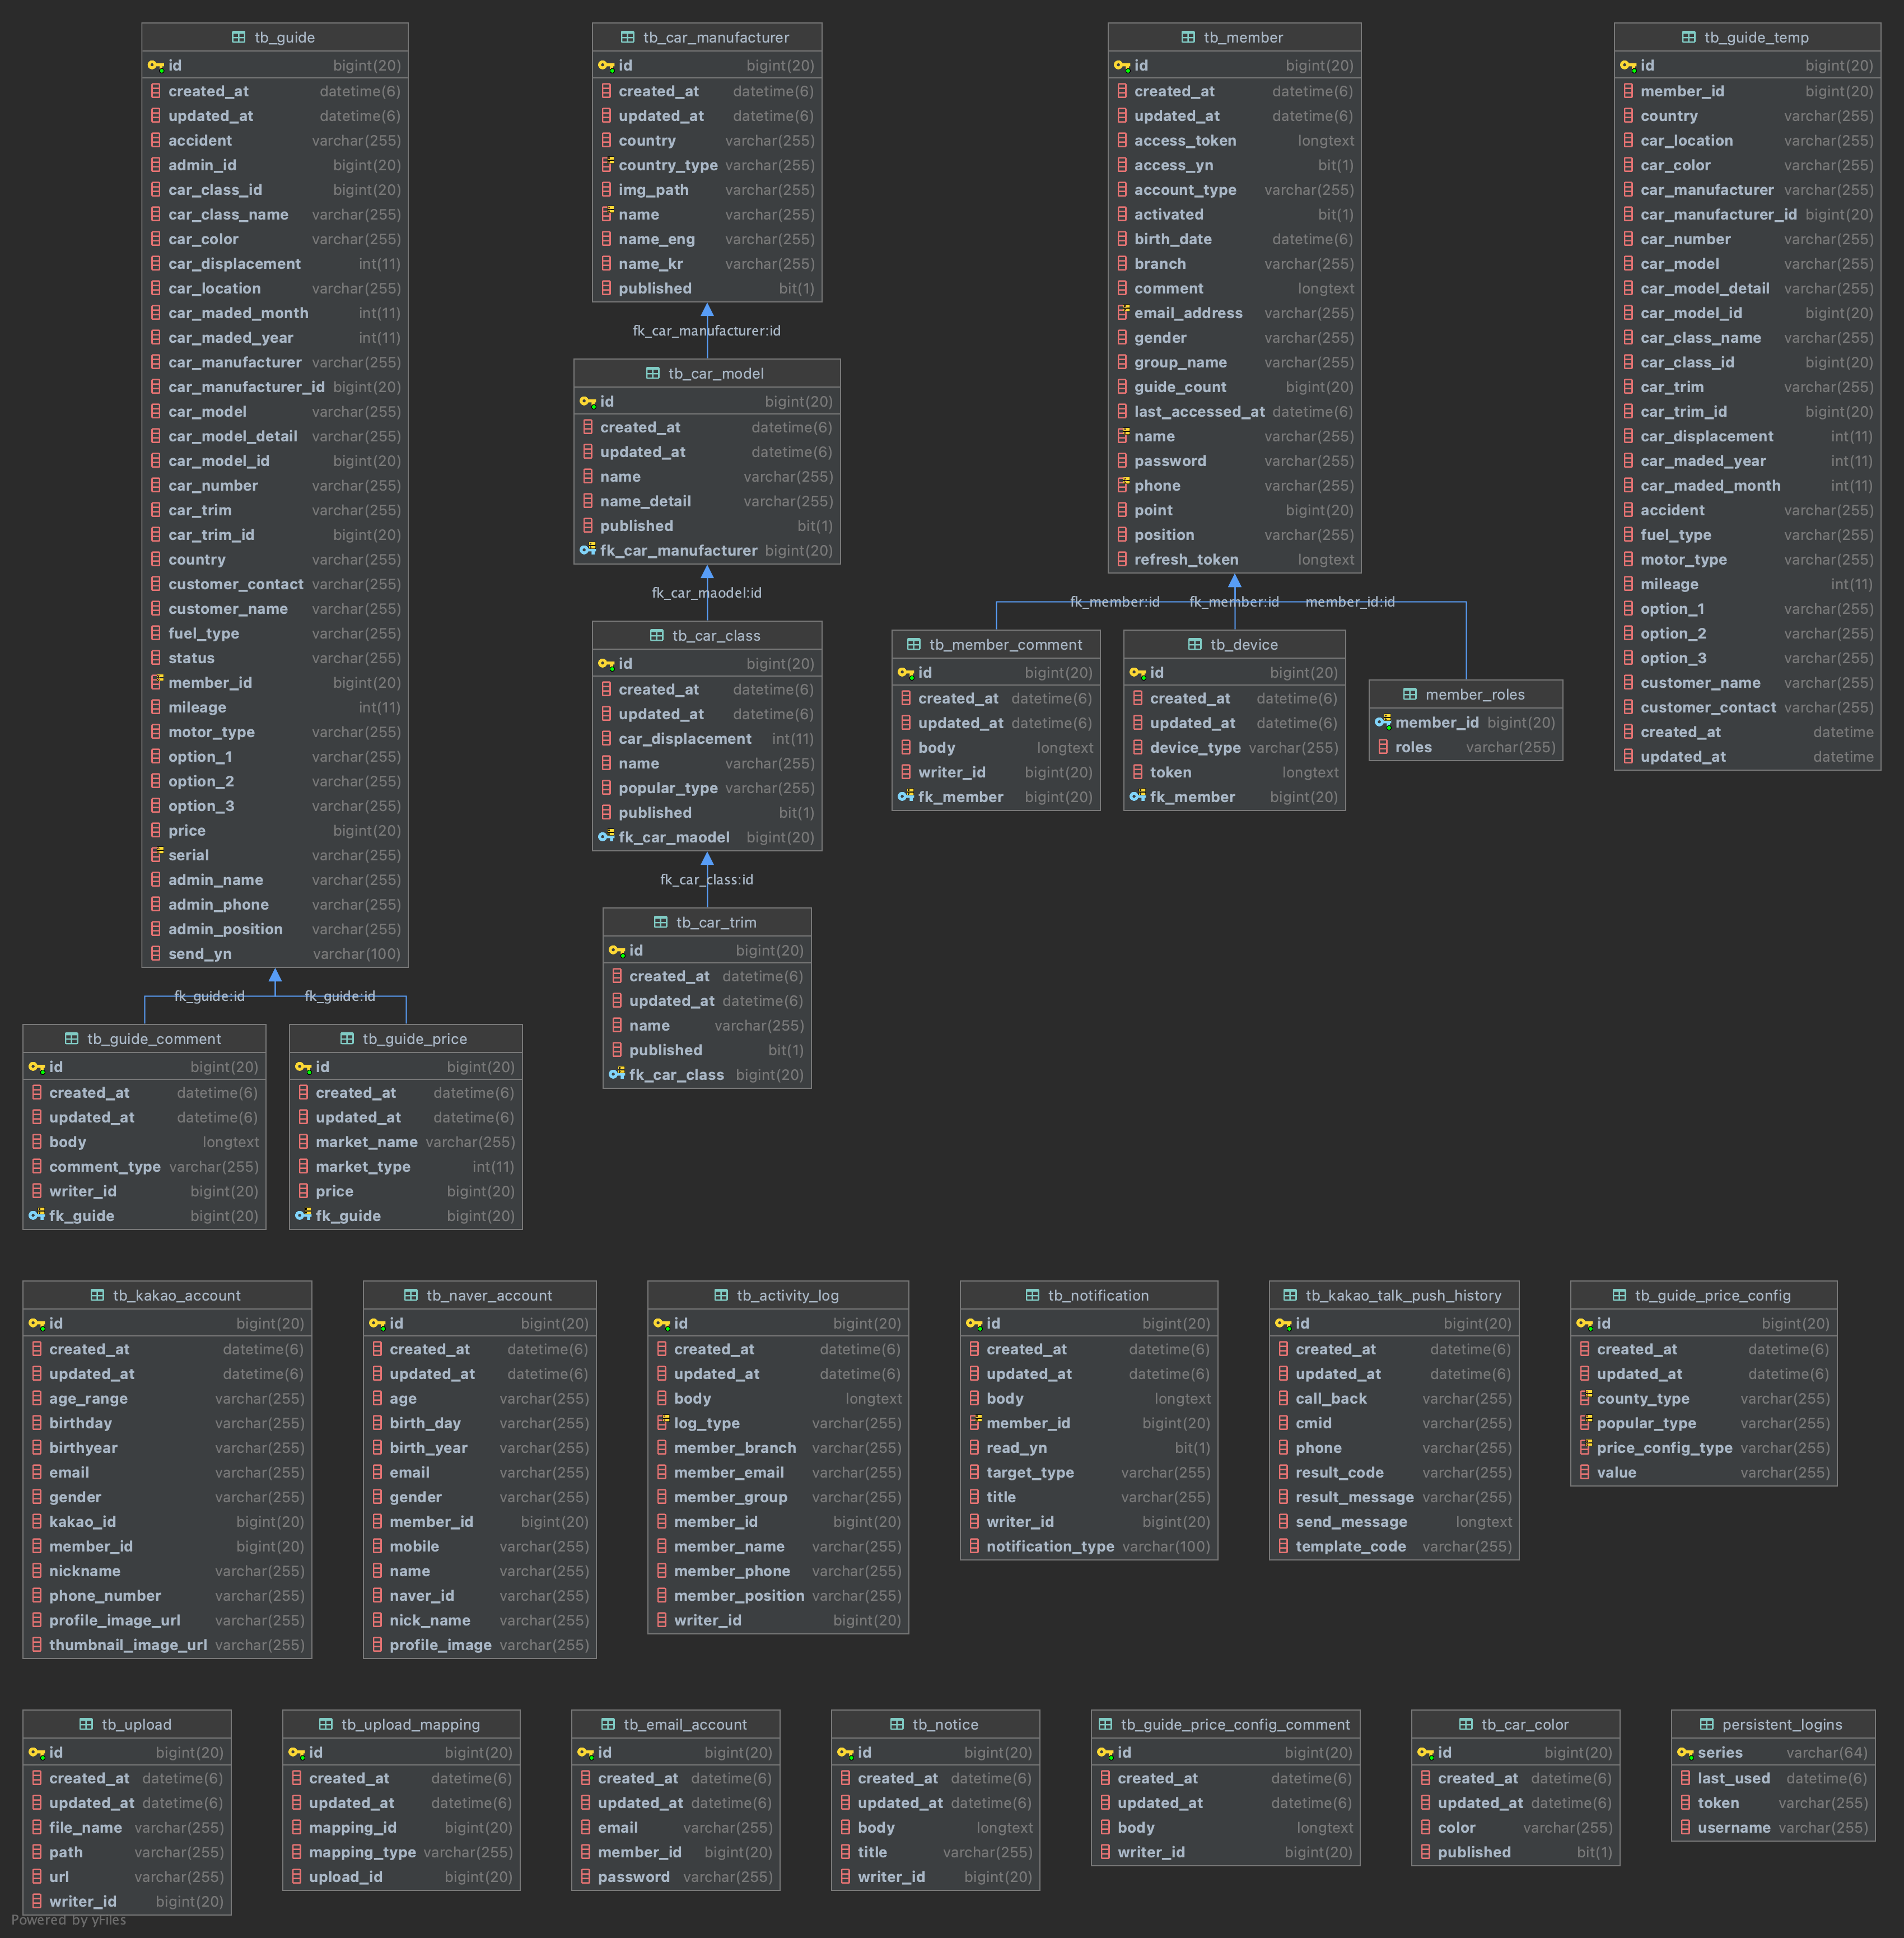 tb_guide
id bigint(20)
created_at datetime(6)
updated_at datetime(6)
accident varchar(255)
admin_id bigint(20)
car_class_id bigint(20)
car_class_name varchar(255)
car_color varchar(255)
car_displacement int(11)
car_location varchar(255)
car_maded_month int(11)
car_maded_year int(11)
car_manufacturer varchar(255)
car_manufacturer_id bigint(20)
car_model varchar(255)
car_model_detail varchar(255)
car_model_id bigint(20)
car_number varchar(255)
car_trim varchar(255)
car_trim_id bigint(20)
country varchar(255)
customer_contact varchar(255)
customer_name varchar(255)
fuel_type varchar(255)
status varchar(255)
member_id bigint(20)
mileage int(11)
motor_type varchar(255)
option_1 varchar(255)
option_2 varchar(255)
option_3 varchar(255)
price bigint(20)
serial varchar(255)
admin_name varchar(255)
admin_phone varchar(255)
admin_position varchar(255)
send_yn varchar(100)
fk_guide:id
fk_guide:id
tb_guide_comment
id bigint(20)
created_at datetime(6)
updated_at datetime(6)
body longtext
comment_type varchar(255)
writer_id bigint(20)
fk_guide bigint(20)
tb_guide_price
id bigint(20)
created_at datetime(6)
updated_at datetime(6)
market_name varchar(255)
market_type int(11)
price bigint(20)
fk_guide bigint(20)
tb_car_manufacturer
id bigint(20)
created_at datetime(6)
updated_at datetime(6)
country varchar(255)
country_type varchar(255)
img_path varchar(255)
name varchar(255)
name_eng varchar(255)
name_kr varchar(255)
published bit(1)
fk_car_manufacturer:id
tb_car_model
id bigint(20)
created_at datetime(6)
updated_at datetime(6)
name varchar(255)
name_detail varchar(255)
published bit(1)
fk_car_manufacturer bigint(20)
fk_car_maodel:id
tb_car_class
id bigint(20)
created_at datetime(6)
updated_at datetime(6)
car_displacement int(11)
name varchar(255)
popular_type varchar(255)
published bit(1)
fk_car_maodel bigint(20)
fk_car_class:id
tb_car_trim
id bigint(20)
created_at datetime(6)
updated_at datetime(6)
name varchar(255)
published bit(1)
fk_car_class bigint(20)
tb_member
id bigint(20)
created_at datetime(6)
updated_at datetime(6)
access_token longtext
access_yn bit(1)
account_type varchar(255)
activated bit(1)
birth_date datetime(6)
branch varchar(255)
comment longtext
email_address varchar(255)
gender varchar(255)
group_name varchar(255)
guide_count bigint(20)
last_accessed_at datetime(6)
name varchar(255)
password varchar(255)
phone varchar(255)
point bigint(20)
position varchar(255)
refresh_token longtext
fk_member:id
fk_member:id
member_id:id
tb_member_comment
id bigint(20)
created_at datetime(6)
updated_at datetime(6)
body longtext
writer_id bigint(20)
fk_member bigint(20)
tb_device
id bigint(20)
created_at datetime(6)
updated_at datetime(6)
device_type varchar(255)
token longtext
fk_member bigint(20)
member_roles
member_id bigint(20)
roles varchar(255)
tb_guide_temp
id bigint(20)
member_id bigint(20)
country varchar(255)
car_location varchar(255)
car_color varchar(255)
car_manufacturer varchar(255)
car_manufacturer_id bigint(20)
car_number varchar(255)
car_model varchar(255)
car_model_detail varchar(255)
car_model_id bigint(20)
car_class_name varchar(255)
car_class_id bigint(20)
car_trim varchar(255)
car_trim_id bigint(20)
car_displacement int(11)
car_maded_year int(11)
car_maded_month int(11)
accident varchar(255)
fuel_type varchar(255)
motor_type varchar(255)
mileage int(11)
option_1 varchar(255)
option_2 varchar(255)
option_3 varchar(255)
customer_name varchar(255)
customer_contact varchar(255)
created_at datetime
updated_at datetime
tb_kakao_account
id bigint(20)
created_at datetime(6)
updated_at datetime(6)
age_range varchar(255)
birthday varchar(255)
birthyear varchar(255)
email varchar(255)
gender varchar(255)
kakao_id bigint(20)
member_id bigint(20)
nickname varchar(255)
phone_number varchar(255)
profile_image_url varchar(255)
thumbnail_image_url varchar(255)
tb_naver_account
id bigint(20)
created_at datetime(6)
updated_at datetime(6)
age varchar(255)
birth_day varchar(255)
birth_year varchar(255)
email varchar(255)
gender varchar(255)
member_id bigint(20)
mobile varchar(255)
name varchar(255)
naver_id varchar(255)
nick_name varchar(255)
profile_image varchar(255)
tb_activity_log
id bigint(20)
created_at datetime(6)
updated_at datetime(6)
body longtext
log_type varchar(255)
member_branch varchar(255)
member_email varchar(255)
member_group varchar(255)
member_id bigint(20)
member_name varchar(255)
member_phone varchar(255)
member_position varchar(255)
writer_id bigint(20)
tb_notification
id bigint(20)
created_at datetime(6)
updated_at datetime(6)
body longtext
member_id bigint(20)
read_yn bit(1)
target_type varchar(255)
title varchar(255)
writer_id bigint(20)
notification_type varchar(100)
tb_kakao_talk_push_history
id bigint(20)
created_at datetime(6)
updated_at datetime(6)
call_back varchar(255)
cmid varchar(255)
phone varchar(255)
result_code varchar(255)
result_message varchar(255)
send_message longtext
template_code varchar(255)
tb_guide_price_config
id bigint(20)
created_at datetime(6)
updated_at datetime(6)
county_type varchar(255)
popular_type varchar(255)
price_config_type varchar(255)
value varchar(255)
tb_upload
id bigint(20)
created_at datetime(6)
updated_at datetime(6)
file_name varchar(255)
path varchar(255)
url varchar(255)
writer_id bigint(20)
tb_upload_mapping
id bigint(20)
created_at datetime(6)
updated_at datetime(6)
mapping_id bigint(20)
mapping_type varchar(255)
upload_id bigint(20)
tb_email_account
id bigint(20)
created_at datetime(6)
updated_at datetime(6)
email varchar(255)
member_id bigint(20)
password varchar(255)
tb_notice
id bigint(20)
created_at datetime(6)
updated_at datetime(6)
body longtext
title varchar(255)
writer_id bigint(20)
tb_guide_price_config_comment
id bigint(20)
created_at datetime(6)
updated_at datetime(6)
body longtext
writer_id bigint(20)
tb_car_color
id bigint(20)
created_at datetime(6)
updated_at datetime(6)
color varchar(255)
published bit(1)
persistent_logins
series varchar(64)
last_used datetime(6)
token varchar(255)
username varchar(255)
Powered by yFiles